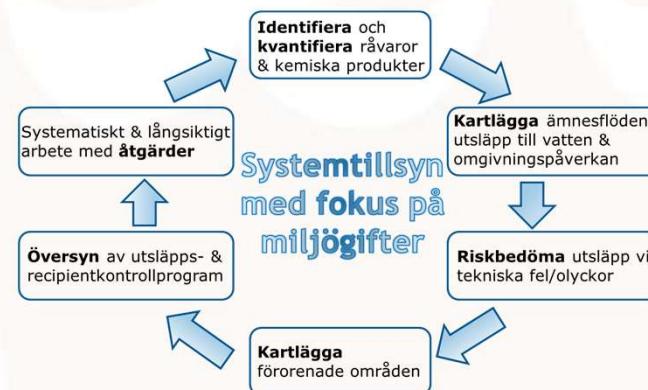 Identifiera och
kvantifiera råvaror
& kemiska produkter
Kartlägga ämnesflöden
utsläpp till vatten &
omgivningspåverkan
Riskbedöma utsläpp vi
tekniska fel/olyckor
Kartlägga
förorenade områden
Översyn av utsläpps- &
recipientkontrollprogram
Systematiskt & långsiktigt
arbete med åtgärder
Systemtillsyn
med fokus på
miljögifter